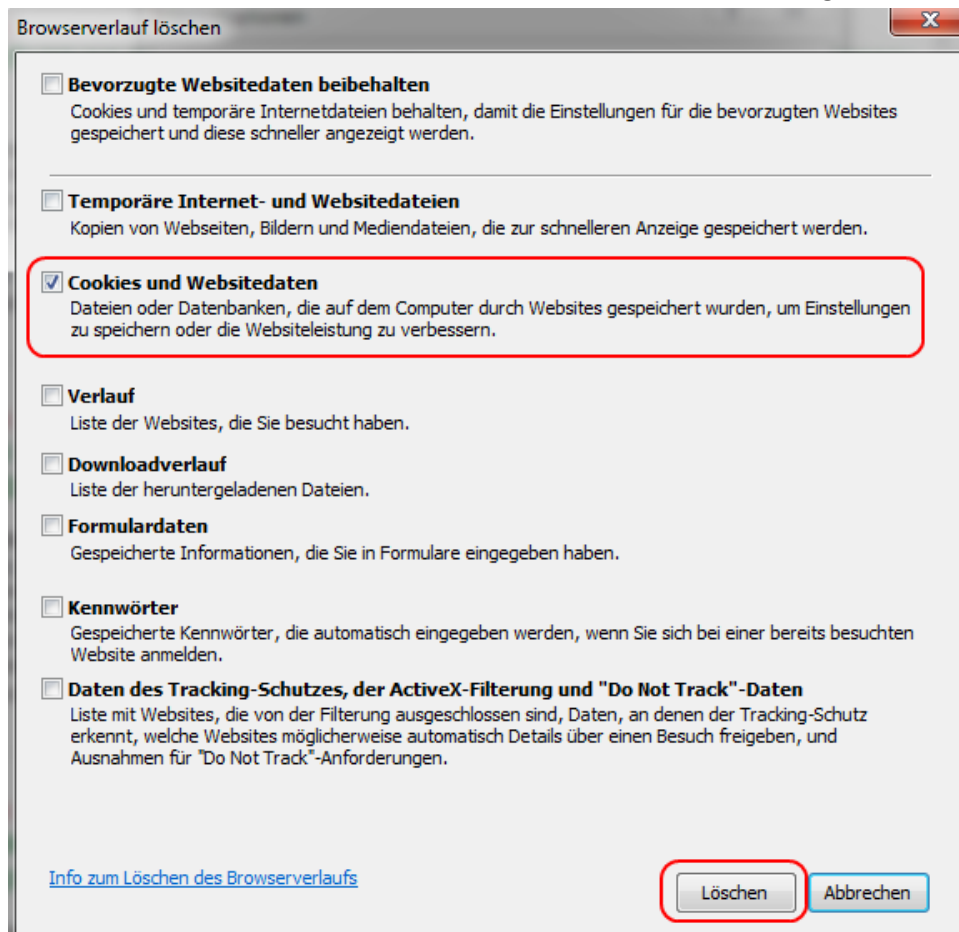 Browserverlauf löschen
Bevorzugte Websitedaten beibehalten
Cookies und temporäre Internetdateien behalten, damit die Einstellungen für die bevorzugten Websites
gespeichert und diese schneller angezeigt werden.
Temporäre Internet- und Websitedateien
Kopien von Webseiten, Bildern und Mediendateien, die zur schnelleren Anzeige gespeichert werden.
Cookies und Websitedaten
Dateien oder Datenbanken, die auf dem Computer durch Websites gespeichert wurden, um Einstellungen
zu speichern oder die Websiteleistung zu verbessern.
Verlauf
Liste der Websites, die Sie besucht haben.
Downloadverlauf
Liste der heruntergeladenen Dateien.
Formulardaten
Gespeicherte Informationen, die Sie in Formulare eingegeben haben.
Kennwörter
Gespeicherte Kennwörter, die automatisch eingegeben werden, wenn Sie sich bei einer bereits besuchten
Website anmelden.
Daten des Tracking-Schutzes, der ActiveX-Filterung und "Do Not Track"-Daten
Liste mit Websites, die von der Filterung ausgeschlossen sind, Daten, an denen der Tracking-Schutz
erkennt, welche Websites möglicherweise automatisch Details über einen Besuch freigeben, und
Ausnahmen für "Do Not Track"-Anforderungen.
Info zum Löschen des Browserverlaufs
Löschen
Abbrechen